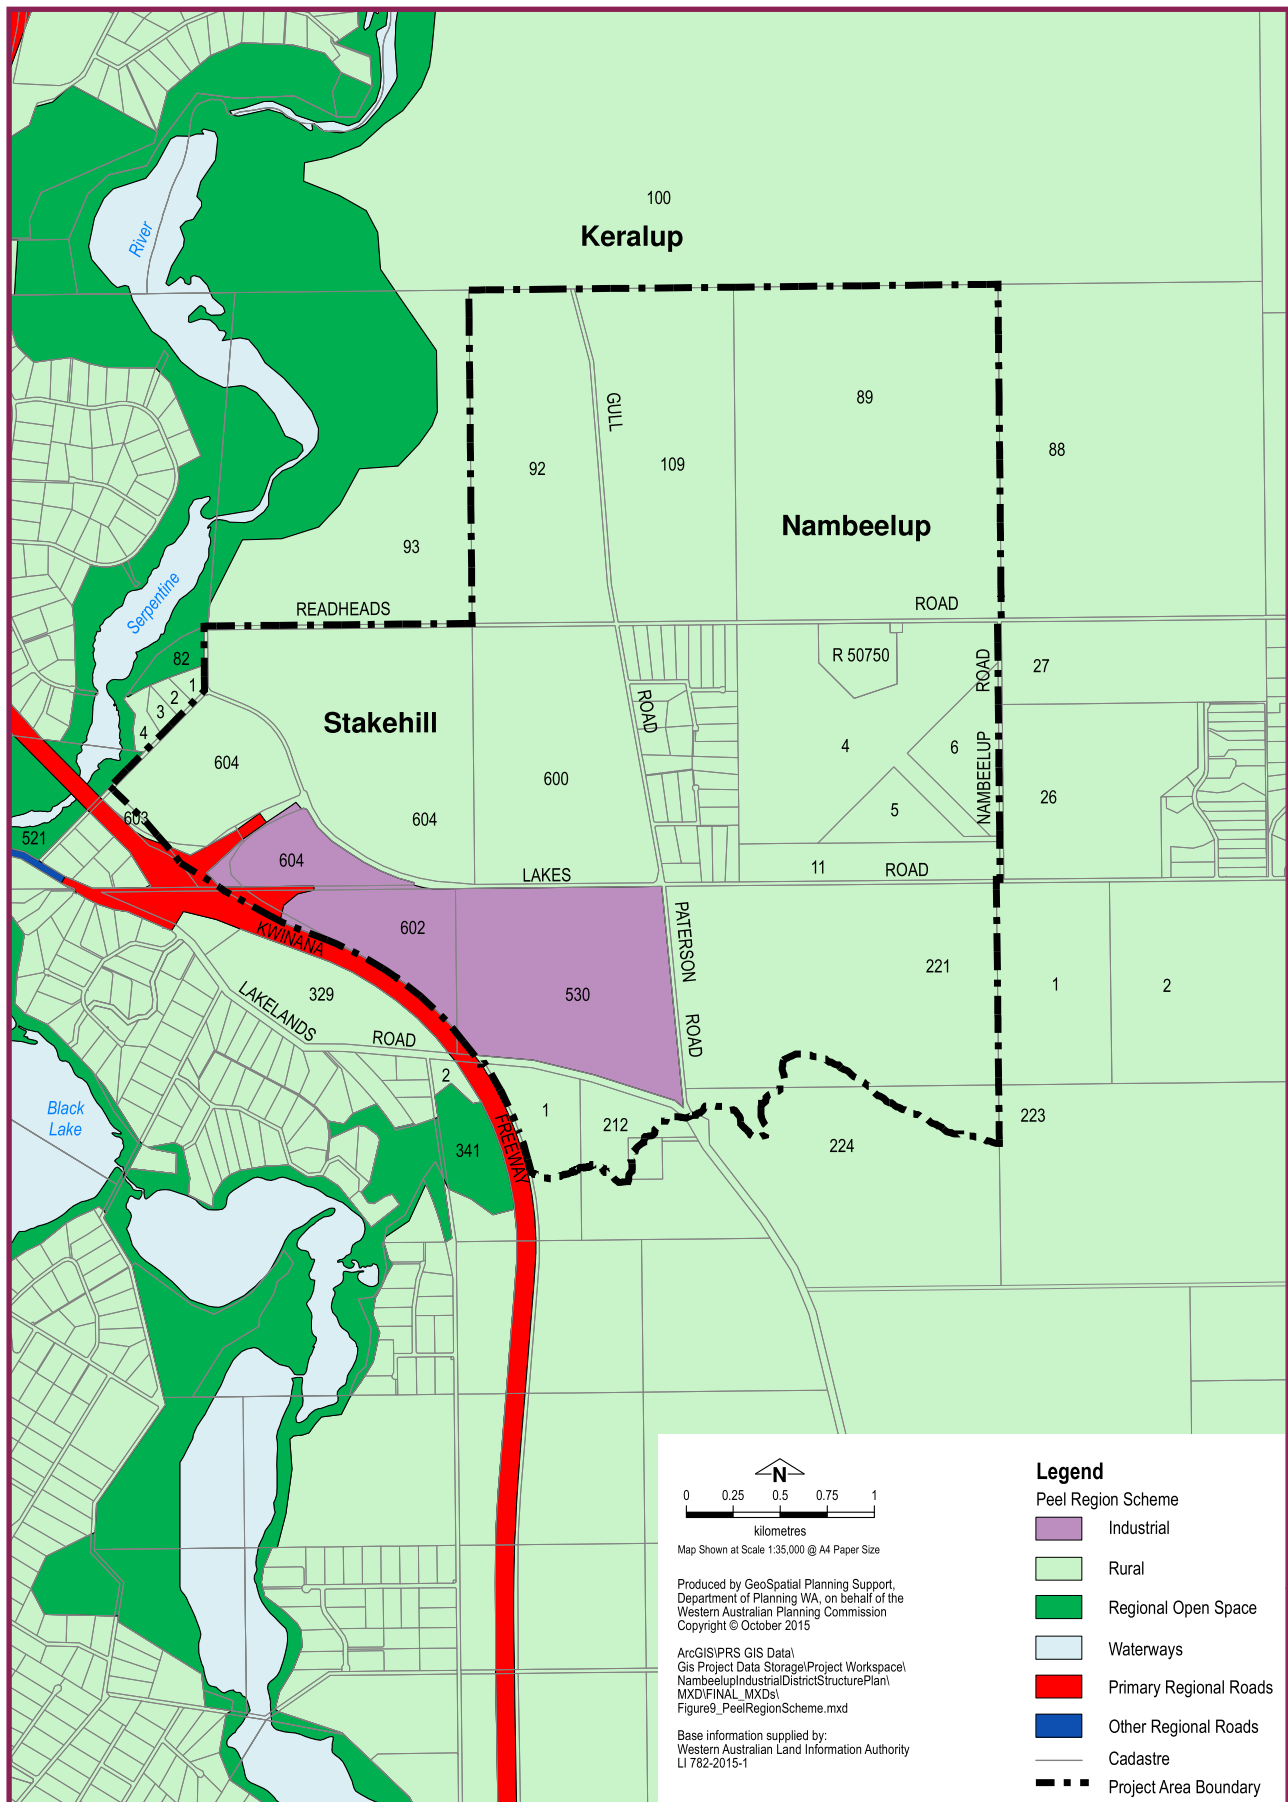 100
Keralup
River
89
GULL
92
109
88
Nambeelup
93
Serpentine
READHEADS
ROAD
82
1
2
3
4
R 50750
ROAD
27
ROAD
Stakehill
604
600
4
6
NAMBEELUP
26
603
604
5
521
604
LAKES
11
ROAD
KWINANA
602
PATERSON
221
1
2
329
530
LAKELANDS
ROAD
ROAD
2
1
212
Black
Lake
341
FREEWAY
224
223
N
0 0.25 0.5 0.75 1
kilometres
Map Shown at Scale 1:35,000 @ A4 Paper Size
Produced by GeoSpatial Planning Support,
Department of Planning WA, on behalf of the
Western Australian Planning Commission
Copyright © October 2015
ArcGIS\PRS GIS Data\
Gis Project Data Storage\Project Workspace\
NambeelupIndustrialDistrictStructurePlan\
MXD\FINAL_MXDs\
Figure9_PeelRegionScheme.mxd
Base information supplied by:
Western Australian Land Information Authority
LI 782-2015-1
Legend
Peel Region Scheme
Industrial
Rural
Regional Open Space
Waterways
Primary Regional Roads
Other Regional Roads
Cadastre
Project Area Boundary